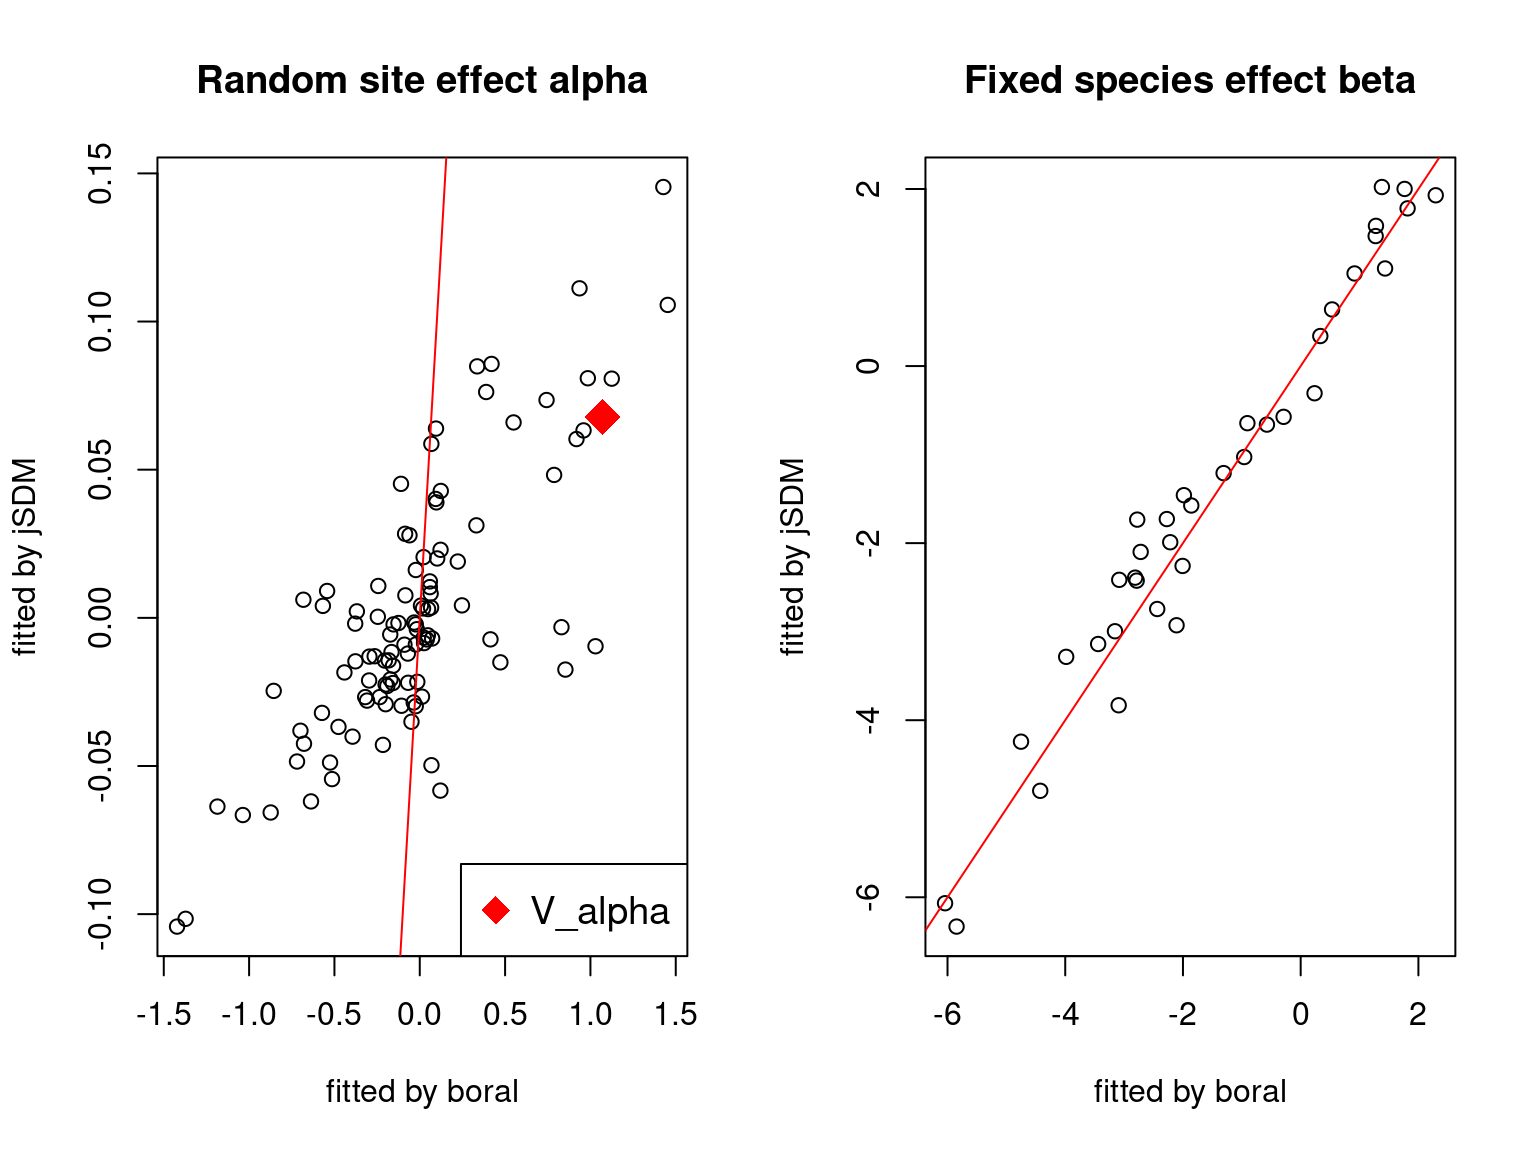 Random site effect alpha
0.15
0.10
0.05
0.00
-0.05
-0.10
fitted by jSDM
V_alpha
-1.5 -1.0 -0.5 0.0 0.5 1.0 1.5
fitted by boral
Fixed species effect beta
2
0
-2
-4
-6
fitted by jSDM
-6 -4 -2 0 2
fitted by boral